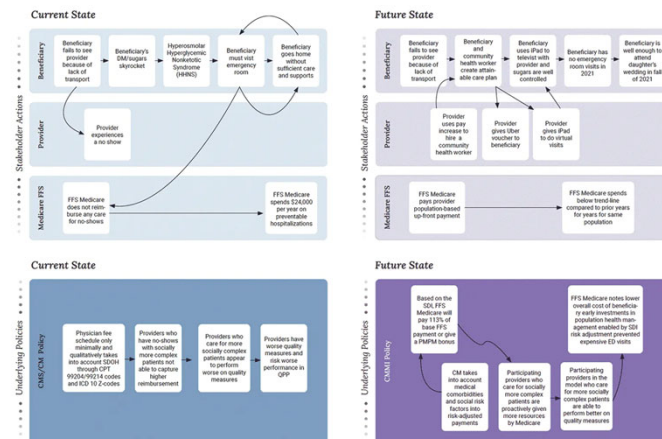 Current State
Stakeholder Actions
Beneficiary
Beneficiary
fails to see
provider
because of
lack of
transport
Beneficiary's
DM/sugars
skyrocket
Hyperosmolar
Hyperglycemic
Nonketotic
Syndrome
(HHNS)
Beneficiary
must visit
emergency
room
Beneficiary
goes home
without
sufficient care
and supports
Provider
Provider
experiences
a no show
Medicare FFS
FFS Medicare
does not reim-
burse any care
for no-shows
FFS Medicare
spends $24,000
per year on
preventable
hospitalizations
Future State
Stakeholder Actions
Beneficiary
Beneficiary
fails to see
provider
because of
lack of
transport
Beneficiary
and
community
health worker
create attain-
able care plan
Beneficiary
uses iPad to
televisit with
provider and
sugars are well
controlled
Beneficiary has
no emergency
room visits in
2021
Beneficiary is
well enough to
attend
daughter's
wedding in fall
of 2021
Provider
Provider
uses pay
increase to
hire a
community
health worker
Provider
gives Uber
voucher to
beneficiary
Provider
gives iPad to
do virtual
visits
Medicare FFS
FFS Medicare
pays provider
population-based
up-front payment
FFS Medicare spends
below trend-line
compared to prior years
for years for same
population
Current State
Underlying Policies
CMS/CM Policy
Physician fee
schedule only
minimally and
qualitatively takes
into account SDOH
through CPT
99204/99214 codes
and ICD 10 Z-codes
Providers who
have no-shows
with socially
more complex
patients not
able to capture
higher
reimbursement
Providers who
care for more
socially complex
patients appear
to perform
worse on quality
measures
Providers have
worse quality
measures and
risk worse
performance in
QPP
Future State
Underlying Policies
CMMI Policy
Based on the
SDI, FFS
Medicare will
pay 113% of
base FFS
payment or give
a PMPM bonus
CM takes into
account medical
comorbidities
and social risk
factors into
risk-adjusted
payments
Participating
providers who
care for socially
more complex
patients are
proactively given
more resources
by Medicare
Participating
providers in the
model who care
for more socially
complex patients
are able to
perform better on
quality measures
FFS Medicare notes lower
overall cost of beneficia-
ry early investments in
population health man-
agement enabled by SDI
risk adjustment prevented
expensive ED visits